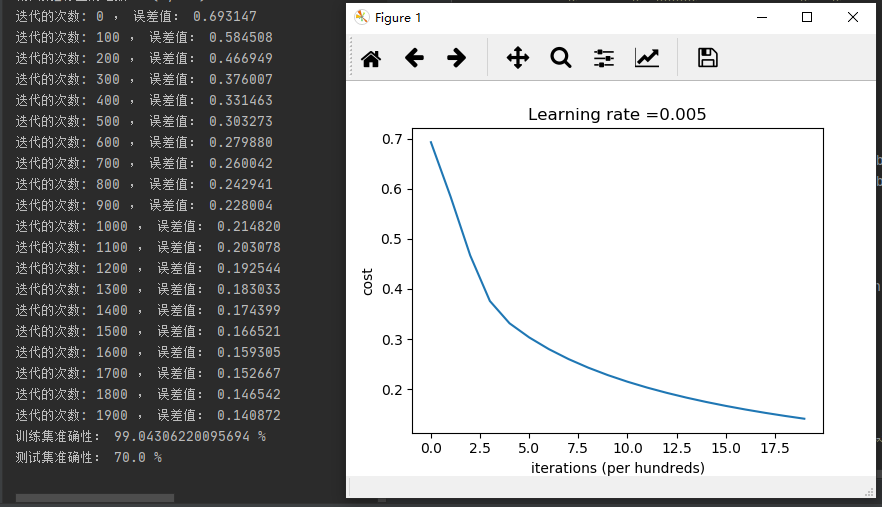 迭代的次数: 0 ， 误差值： 0.693147
迭代的次数: 100 ， 误差值： 0.584508
迭代的次数: 200 ， 误差值： 0.466949
迭代的次数: 300 ， 误差值： 0.376007
迭代的次数: 400 ， 误差值： 0.331463
迭代的次数: 500 ， 误差值： 0.303273
迭代的次数: 600 ， 误差值： 0.279880
迭代的次数: 700 ， 误差值： 0.260042
迭代的次数: 800 ， 误差值： 0.242941
迭代的次数: 900 ， 误差值： 0.228004
迭代的次数: 1000 ， 误差值： 0.214820
迭代的次数: 1100 ， 误差值： 0.203078
迭代的次数: 1200 ， 误差值： 0.192544
迭代的次数: 1300 ， 误差值： 0.183033
迭代的次数: 1400 ， 误差值： 0.174399
迭代的次数: 1500 ， 误差值： 0.166521
迭代的次数: 1600 ， 误差值： 0.159305
迭代的次数: 1700 ， 误差值： 0.152667
迭代的次数: 1800 ， 误差值： 0.146542
迭代的次数: 1900 ， 误差值： 0.140872
训练集准确性： 99.04306220095694 %
测试集准确性： 70.0 %
Figure 1
Learning rate =0.005
0.7
0.6
0.5
0.4
0.3
0.2
cost
0.0 2.5 5.0 7.5 10.0 12.5 15.0 17.5
iterations (per hundreds)